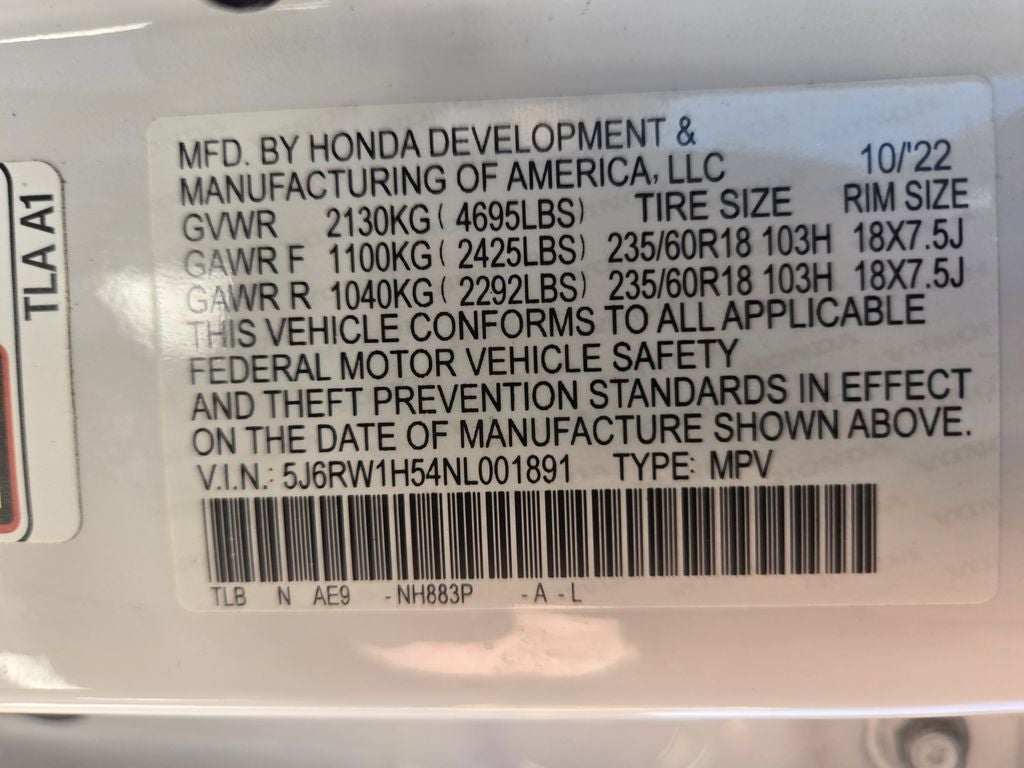 TLA A1
MFD. BY HONDA DEVELOPMENT &
MANUFACTURING OF AMERICA, LLC 10/'22
GVWR 2130KG ( 4695LBS) TIRE SIZE RIM SIZE
GAWR F 1100KG ( 2425LBS) 235/60R18 103H 18X7.5J
GAWR R 1040KG ( 2292LBS) 235/60R18 103H 18X7.5J
THIS VEHICLE CONFORMS TO ALL APPLICABLE
FEDERAL MOTOR VEHICLE SAFETY
AND THEFT PREVENTION STANDARDS IN EFFECT
ON THE DATE OF MANUFACTURE SHOWN ABOVE.
V.I.N.: 5J6RW1H54NL001891 TYPE: MPV
TLB N AE9 - NH883P - A - L